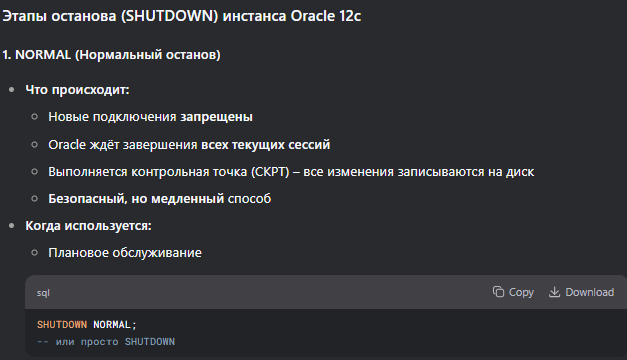 Этапы останова (SHUTDOWN) инстанса Oracle 12c
1. NORMAL (Нормальный останов)
Что происходит:
Новые подключения запрещены
Oracle ждёт завершения всех текущих сессий
Выполняется контрольная точка (CKPT) – все изменения записываются на диск
Безопасный, но медленный способ
Когда используется:
Плановое обслуживание
sql Copy Download
SHUTDOWN NORMAL;
-- или просто SHUTDOWN